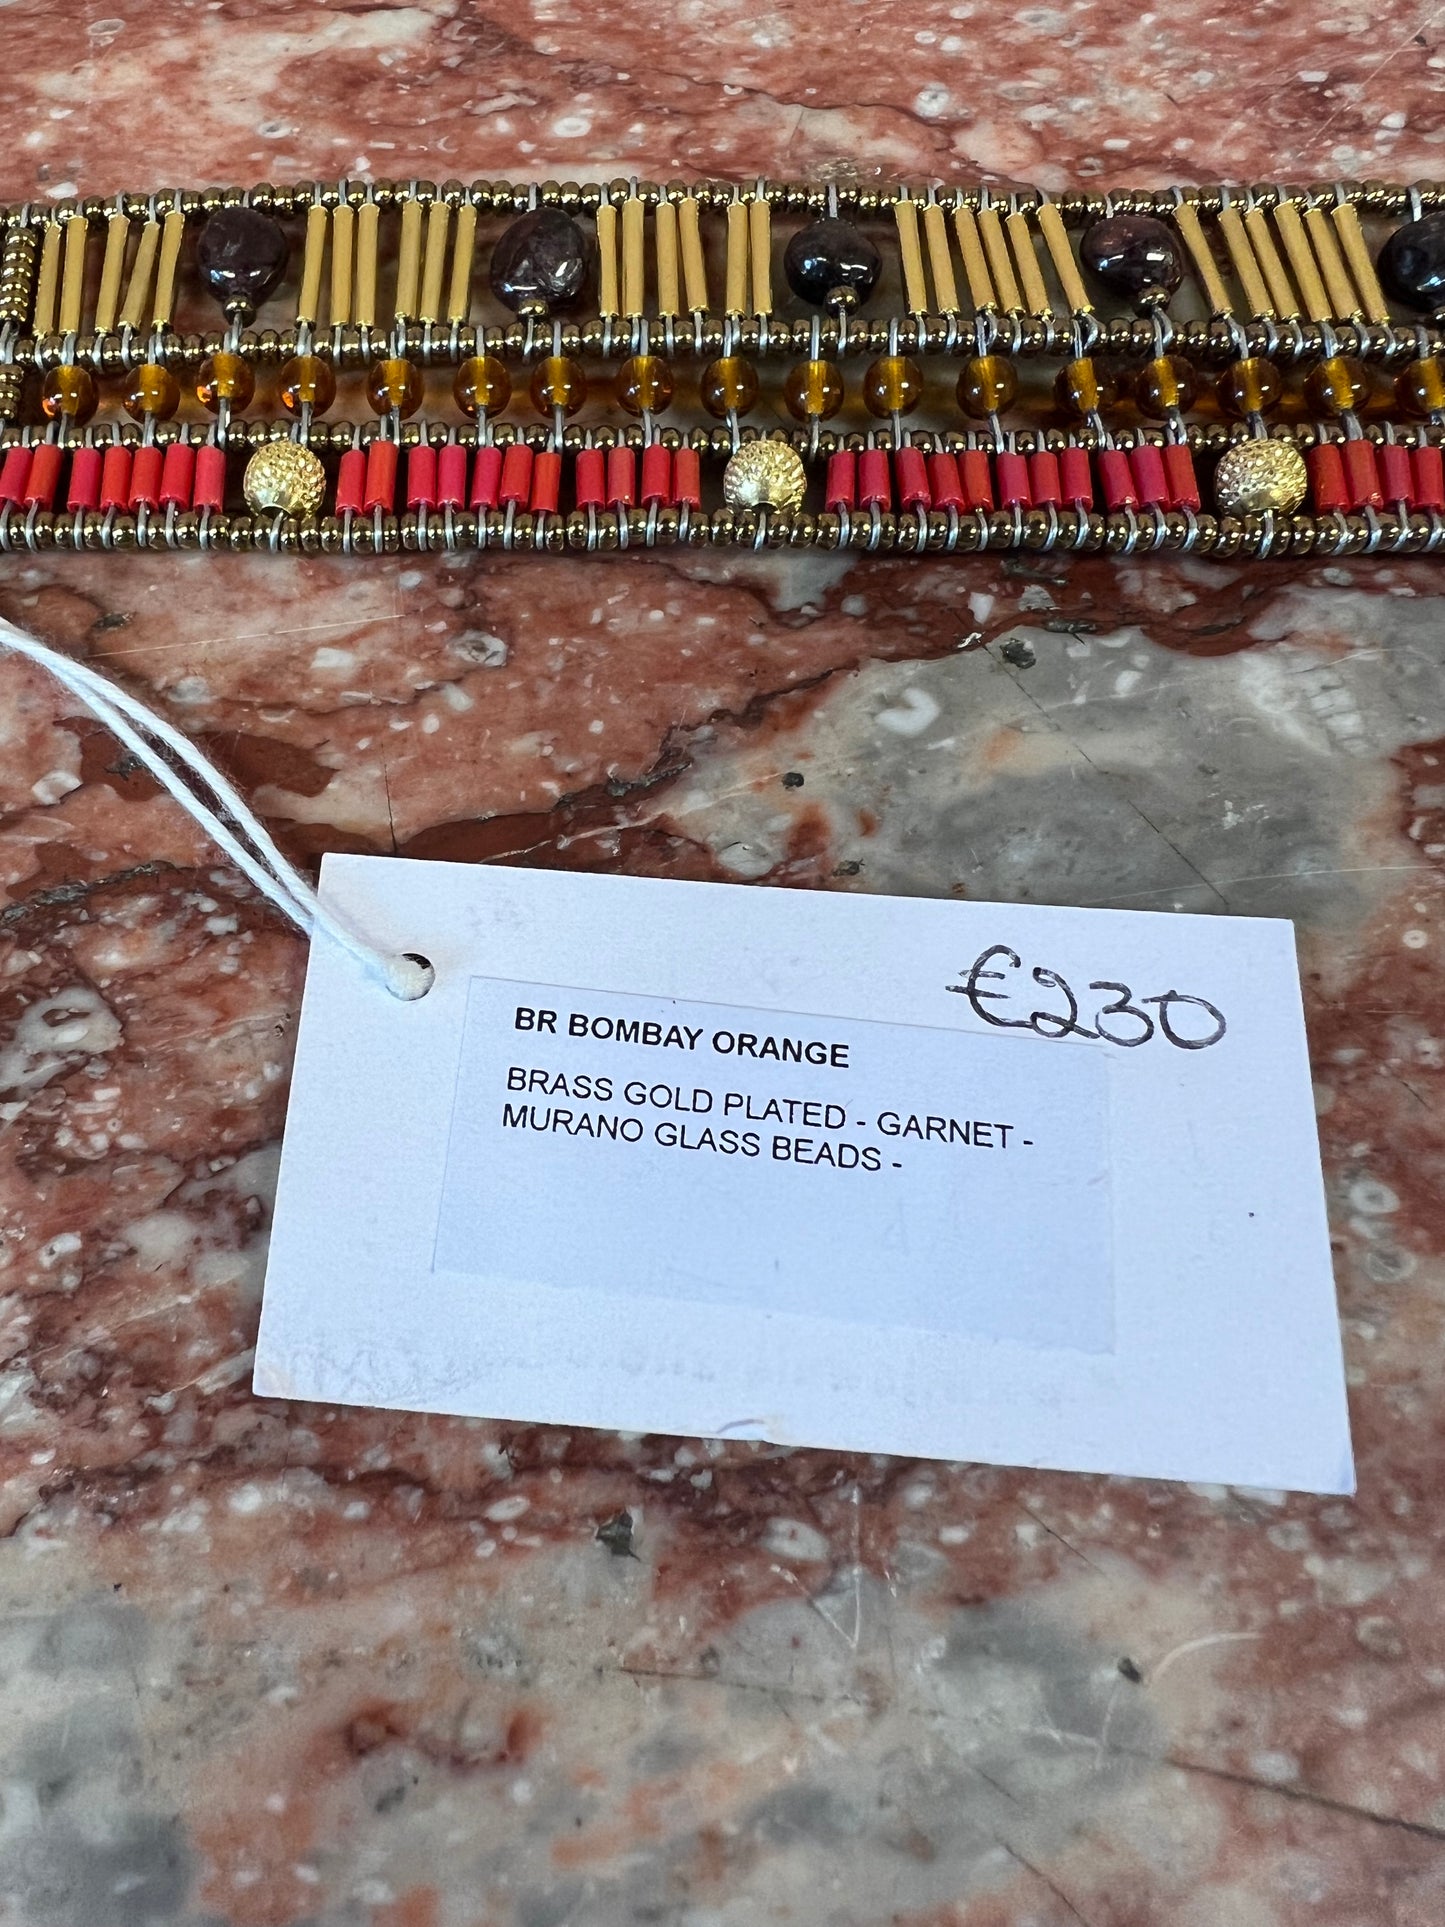 €230
BR BOMBAY ORANGE
BRASS GOLD PLATED - GARNET -
MURANO GLASS BEADS -